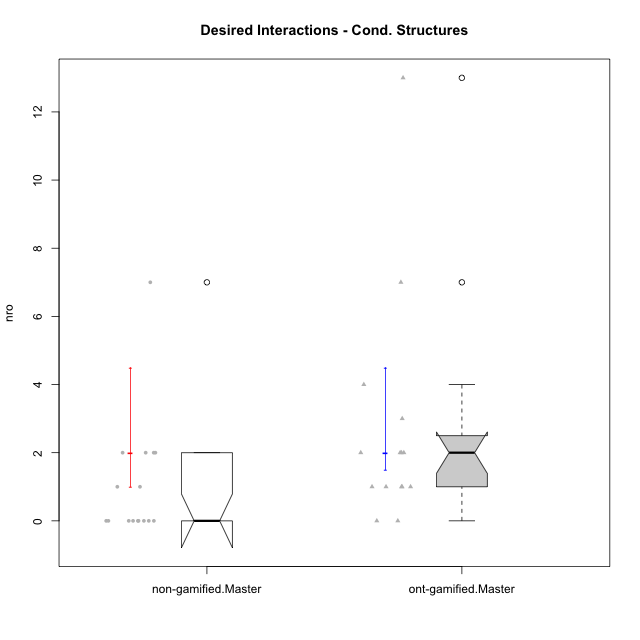 Desired Interactions - Cond. Structures
nro
12
10
8
6
4
2
0
non-gamified.Master
ont-gamified.Master